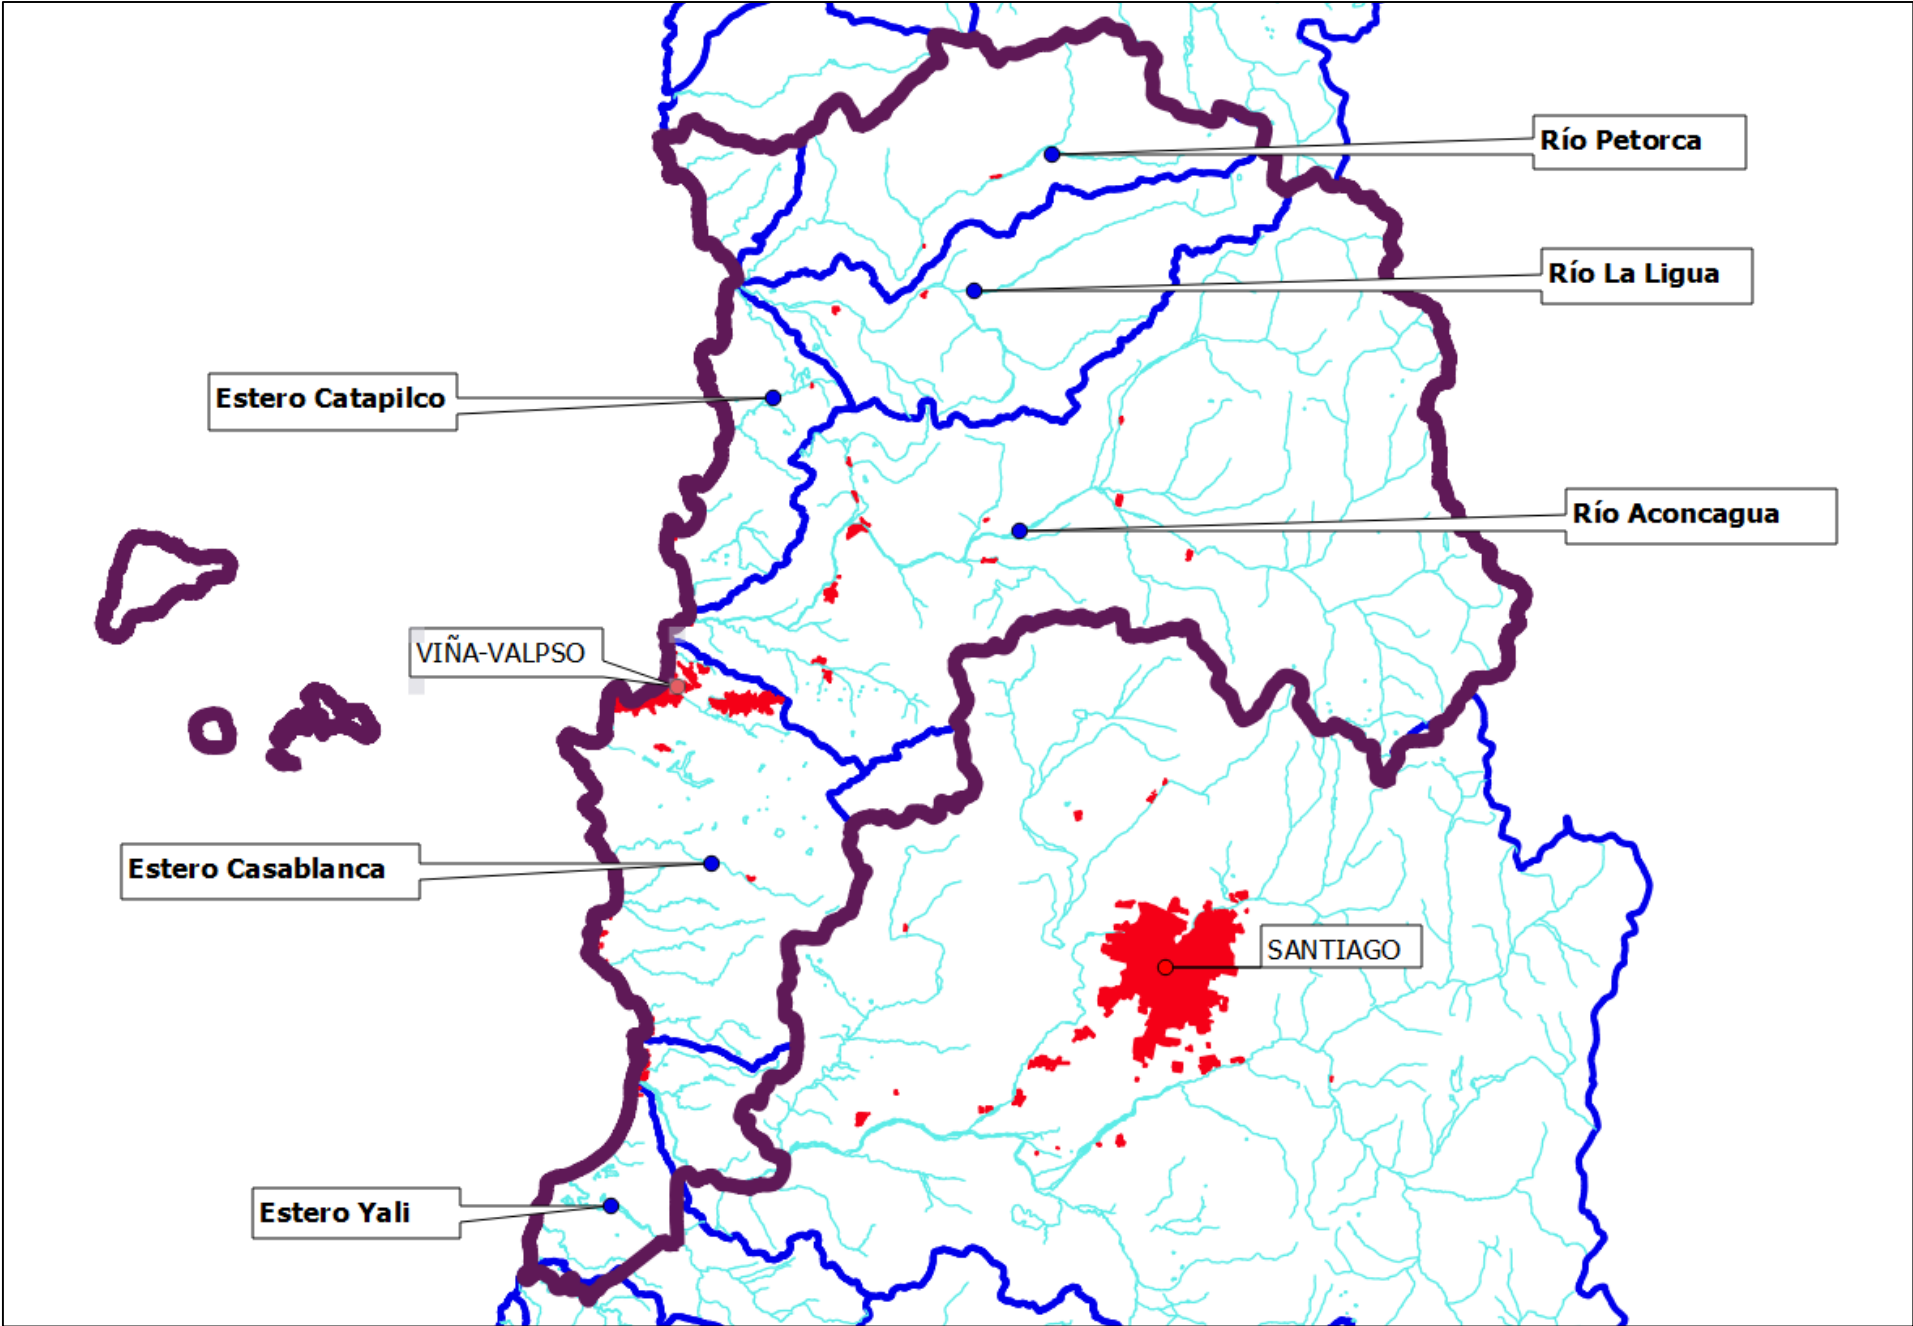 Río Petorca
Río La Ligua
Estero Catapilco
Río Aconcagua
VIÑA-VALPSO
Estero Casablanca
SANTIAGO
Estero Yali